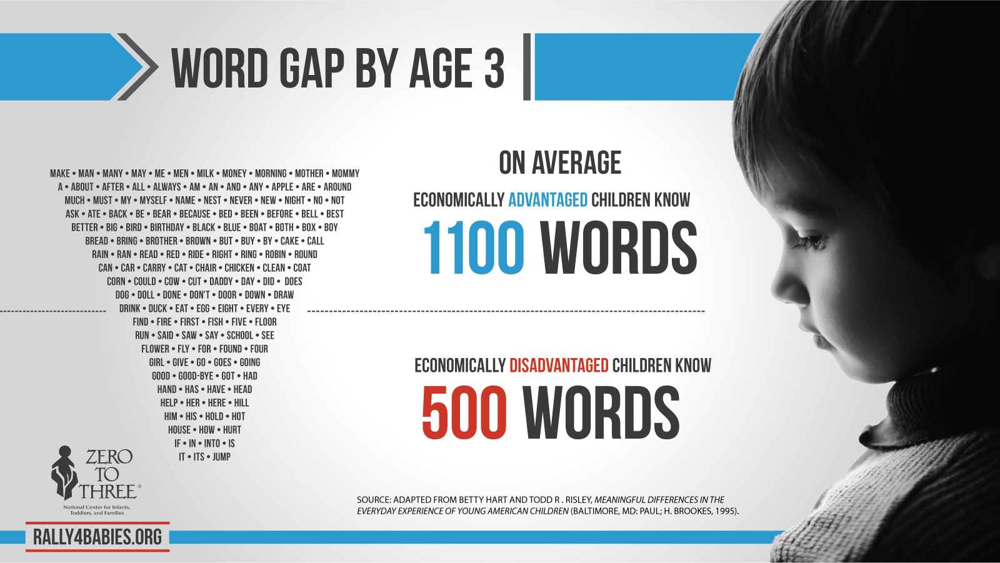 WORD GAP BY AGE 3
MAKE • MAN • MANY • MAY • ME • MEN • MILK • MONEY • MORNING • MOTHER • MOMMY
A • ABOUT • AFTER • ALL • ALWAYS • AM • AN • AND • ANY • APPLE • ARE • AROUND
MUCH • MUST • MY • MYSELF • NAME • NEST • NEVER • NEW • NIGHT • NO • NOT
ASK • ATE • BACK • BE • BEAR • BECAUSE • BED • BEEN • BEFORE • BELL • BEST
BETTER • BIG • BIRD • BIRTHDAY • BLACK • BLUE • BOAT • BOTH • BOX • BOY
BREAD • BRING • BROTHER • BROWN • BUT • BUY • BY • CAKE • CALL
RAIN • RAN • READ • RED • RIDE • RIGHT • RING • ROBIN • ROUND
CAN • CAR • CARRY • CAT • CHAIR • CHICKEN • CLEAN • COAT
CORN • COULD • COW • CUT • DADDY • DAY • DID • DOES
DOG • DOLL • DONE • DON'T • DOOR • DOWN • DRAW
DRINK • DUCK • EAT • EGG • EIGHT • EVERY • EYE
FIND • FIRE • FIRST • FISH • FIVE • FLOOR
RUN • SAID • SAW • SAY • SCHOOL • SEE
FLOWER • FLY • FOR • FOUND • FOUR
GIRL • GIVE • GO • GOES • GOING
GOOD • GOOD-BYE • GOT • HAD
HAND • HAS • HAVE • HEAD
HELP • HER • HERE • HILL
HIM • HIS • HOLD • HOT
HOUSE • HOW • HURT
IF • IN • INTO • IS
IT • ITS • JUMP
ON AVERAGE
ECONOMICALLY ADVANTAGED CHILDREN KNOW
1100 WORDS
ECONOMICALLY DISADVANTAGED CHILDREN KNOW
500 WORDS
ZERO
TO
THREE®
National Center for Infants,
Toddlers, and Families
SOURCE: ADAPTED FROM BETTY HART AND TODD R . RISLEY, MEANINGFUL DIFFERENCES IN THE
EVERYDAY EXPERIENCE OF YOUNG AMERICAN CHILDREN (BALTIMORE, MD: PAUL; H. BROOKES, 1995).
RALLY4BABIES.ORG